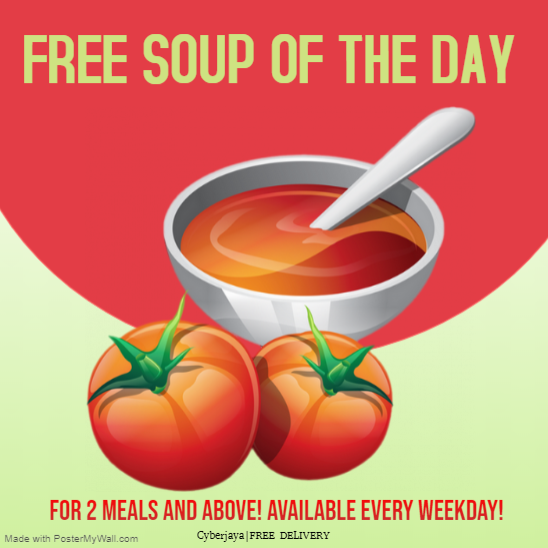 FREE SOUP OF THE DAY
FOR 2 MEALS AND ABOVE! AVAILABLE EVERY WEEKDAY!
Cyberjaya|FREE DELIVERY
Made with PosterMyWall.com